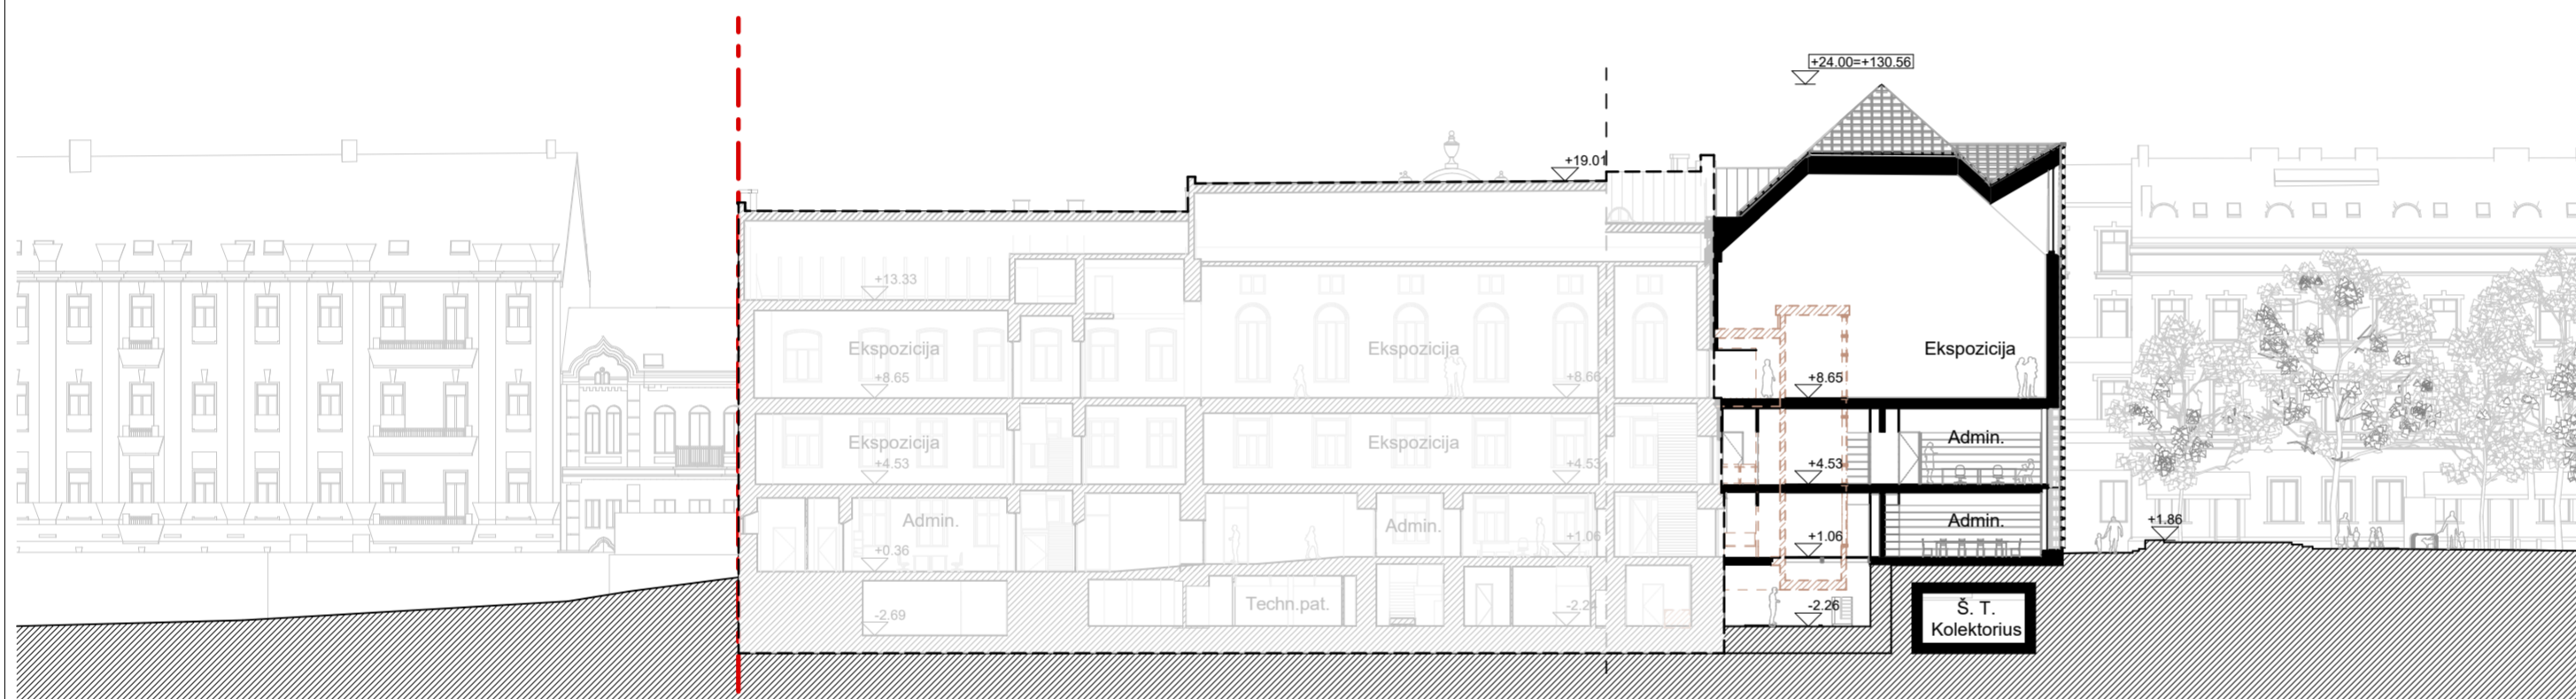 +24.00=+130.56
+19.01
+13.33
Ekspozicija
Ekspozicija
Ekspozicija
+8.65
+8.66
+8.65
Ekspozicija
Ekspozicija
Admin.
+4.53
+4.53
+4.53
Admin.
Admin.
Admin.
+1.86
+0.36
+1.06
+1.06
Techn.pat.
-2.69
-2.24
-2.26
Š. T.
Kolektorius